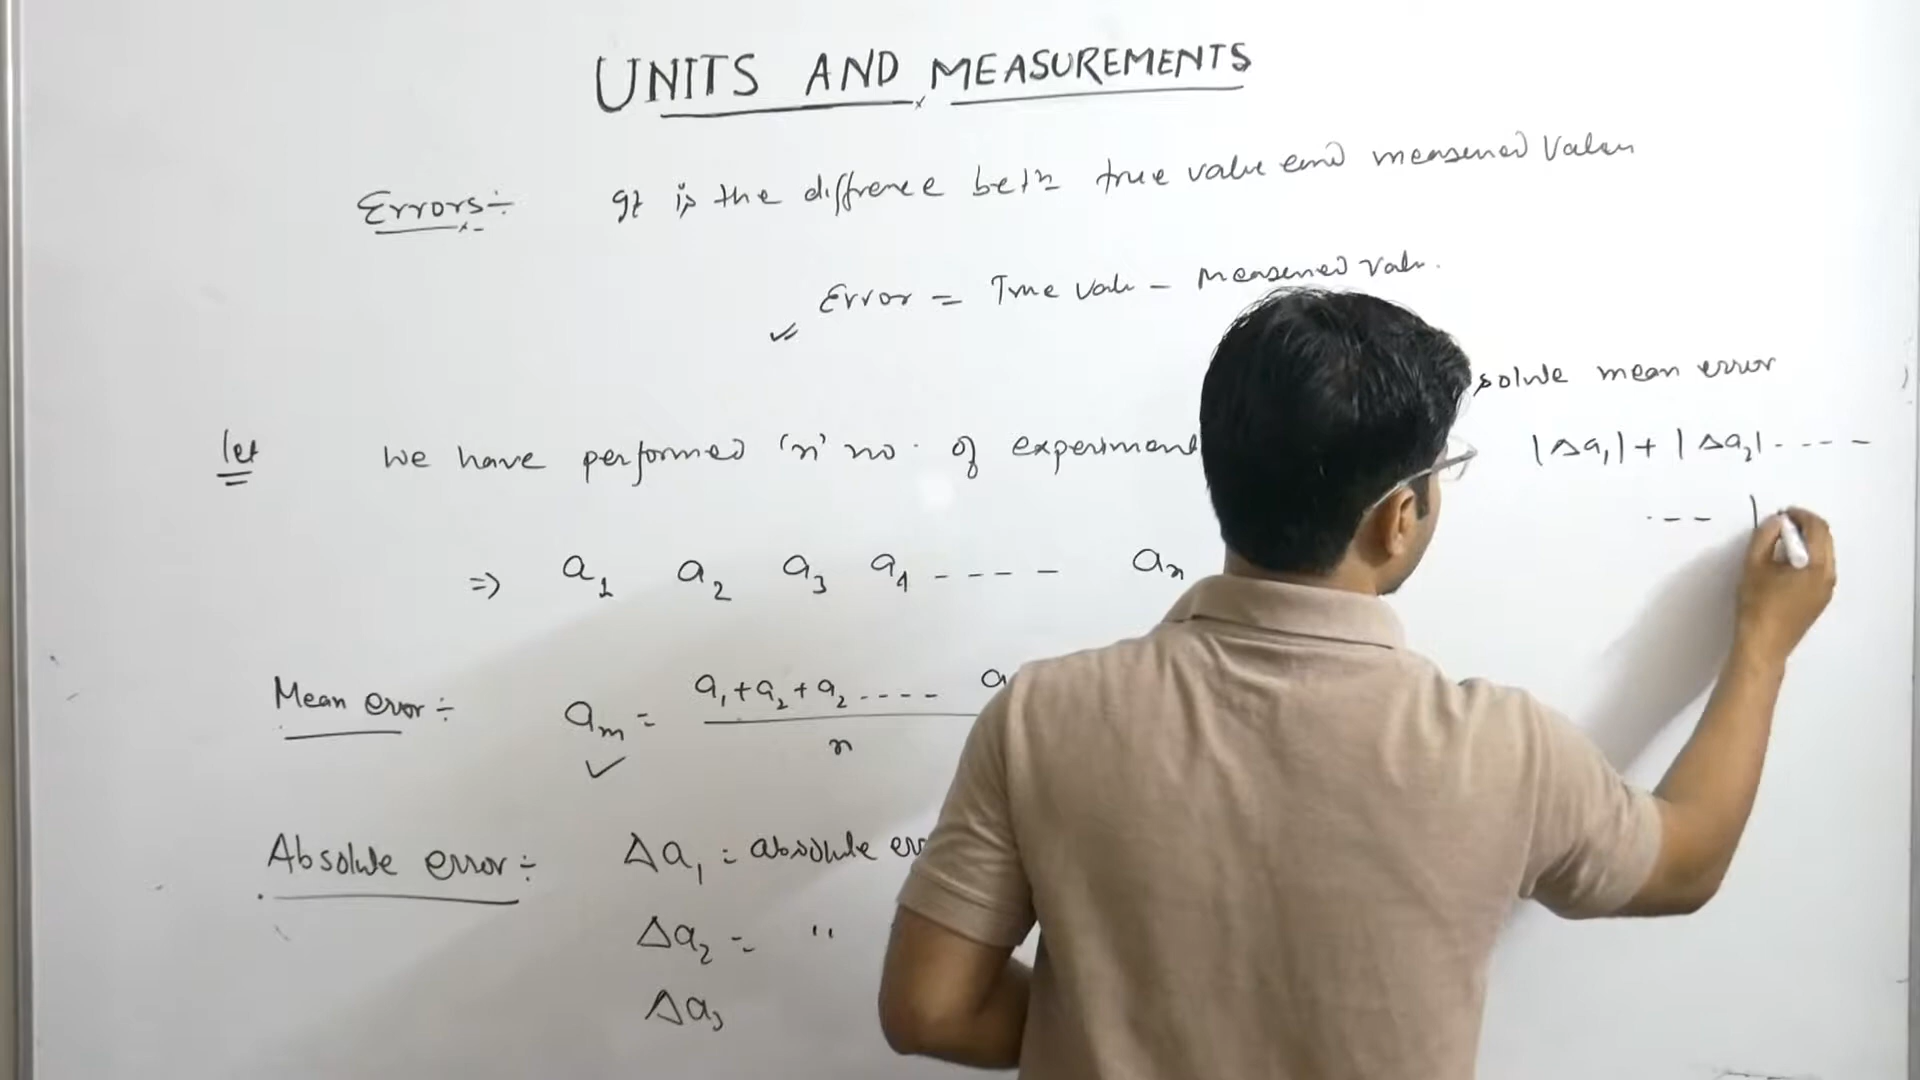 UNITS AND MEASUREMENTS
Errors÷ It is the diffrence betn true value and measured value
Error = True value - Measured value.
solute mean error
let We have performed 'n' no. of experiment
|Δa1| + |Δa2| ----
---- |
=> a1 a2 a3 a4 ---- an
Mean error÷ am = a1+a2+a2 .... a
n
Absolute error÷ Δa1 = absolute err
Δa2 = "
Δa3